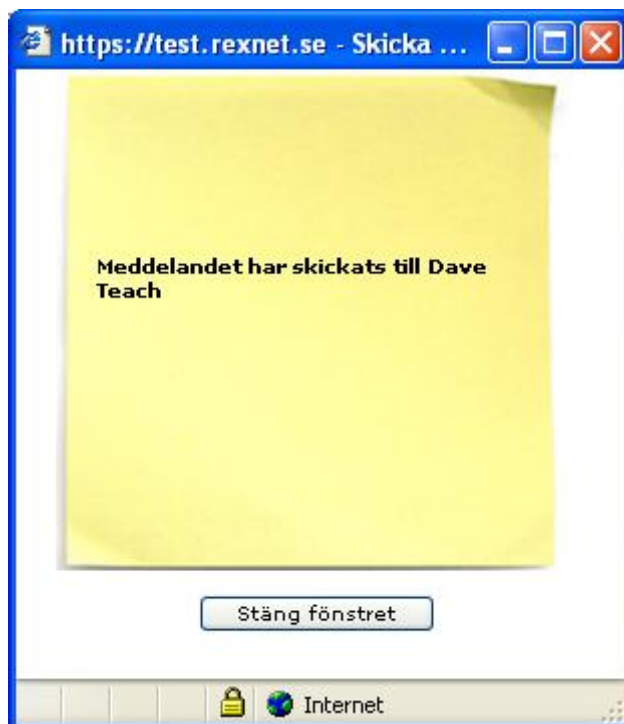 https://test.rexnet.se - Skicka ...
Meddelandet har skickats till Dave
Teach
Stäng fönstret
Internet